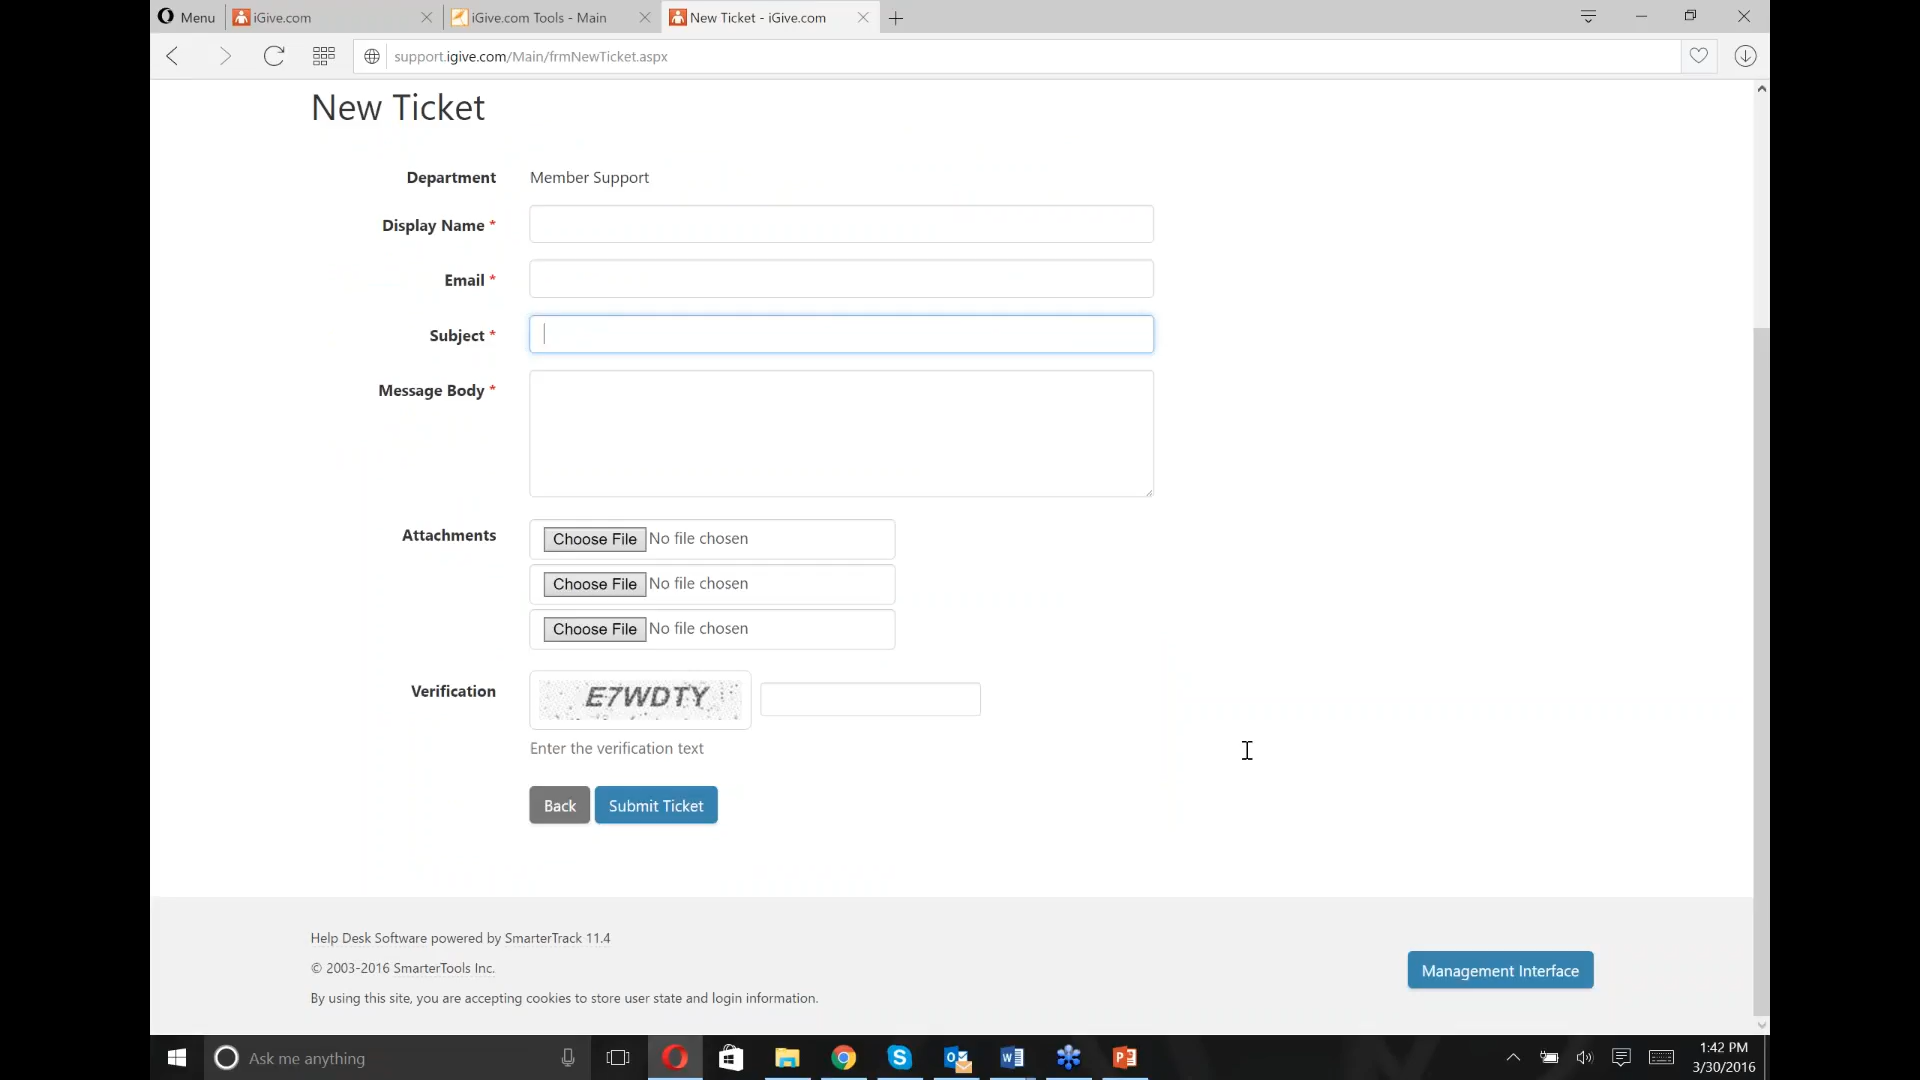 Menu
iGive.com
iGive.com Tools - Main
New Ticket - iGive.com
support.igive.com/Main/frmNewTicket.aspx
New Ticket
Department
Member Support
Display Name *
Email *
Subject *
Message Body *
Attachments
Choose File No file chosen
Choose File No file chosen
Choose File No file chosen
Verification
E7WDTY
Enter the verification text
Back
Submit Ticket
Help Desk Software powered by SmarterTrack 11.4
© 2003-2016 SmarterTools Inc.
By using this site, you are accepting cookies to store user state and login information.
Management Interface
Ask me anything
1:42 PM
3/30/2016